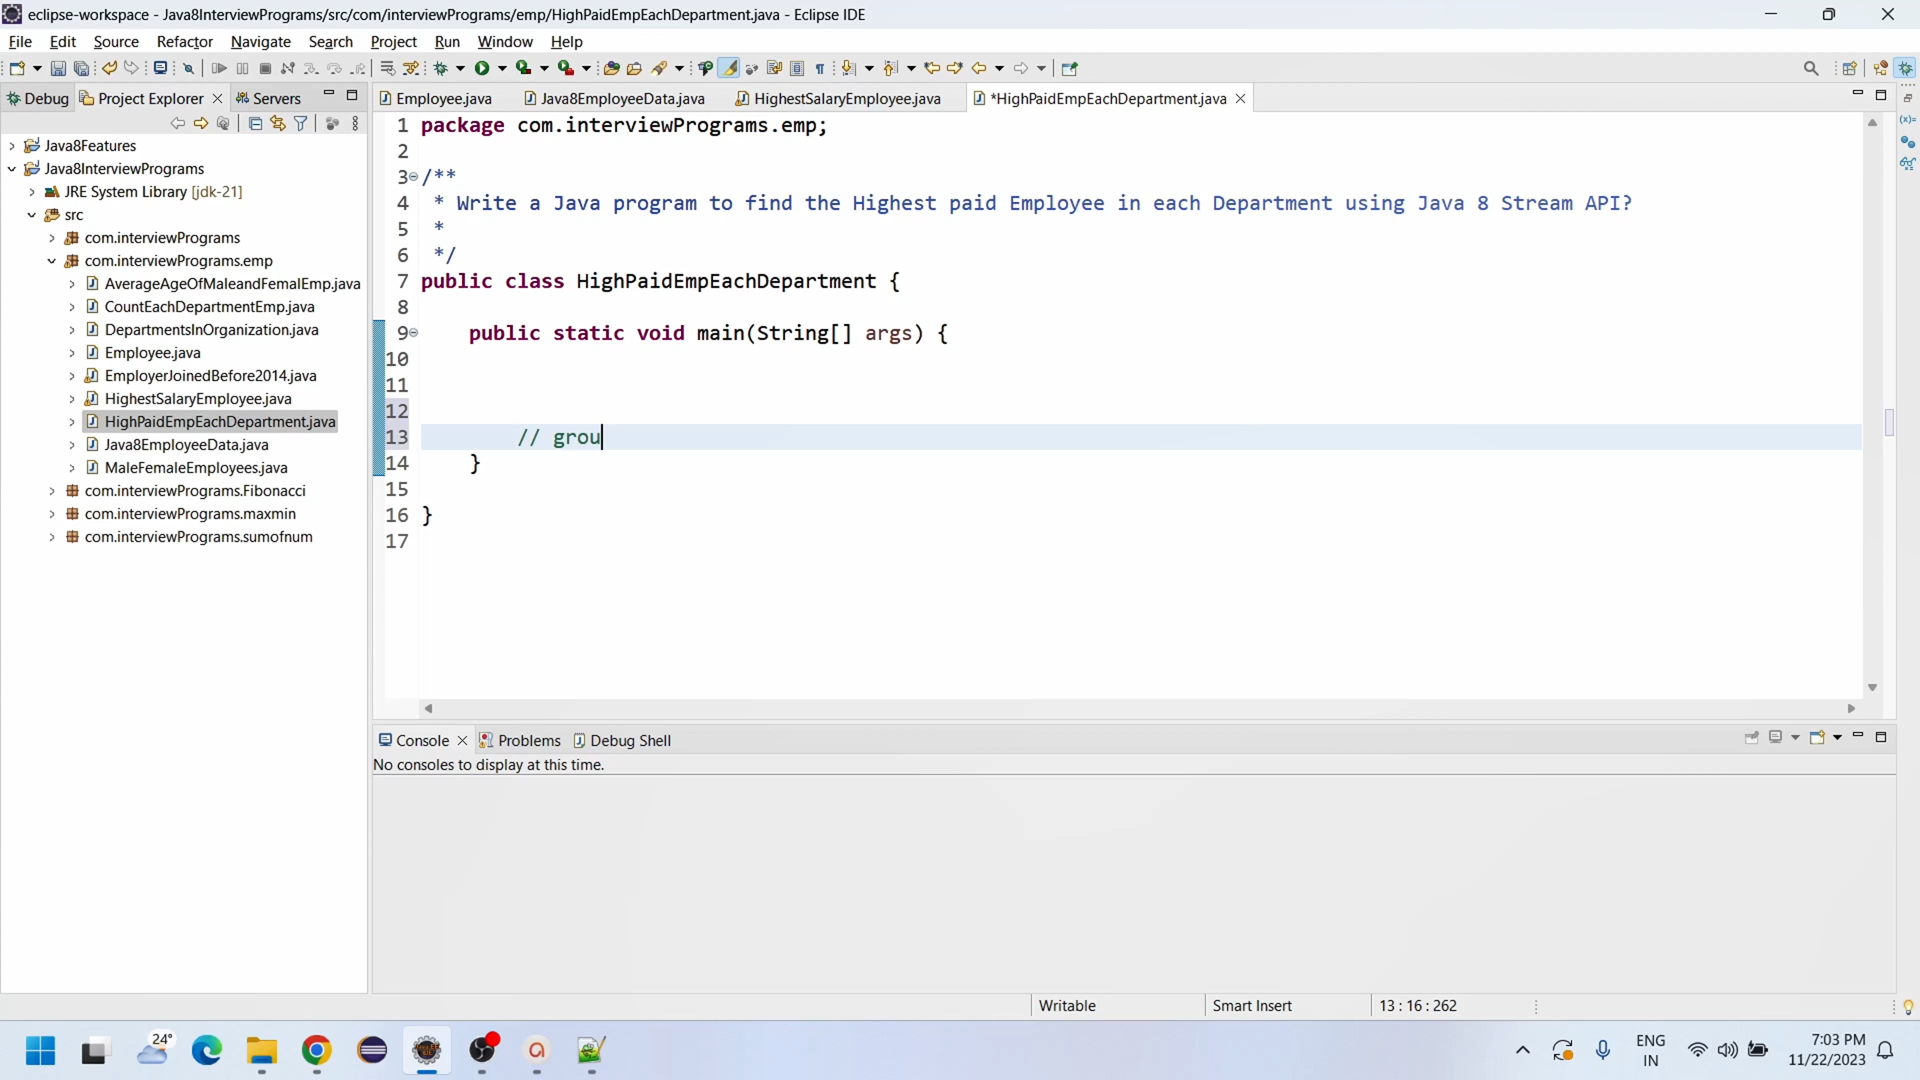 eclipse-workspace - Java8InterviewPrograms/src/com/interviewPrograms/emp/HighPaidEmpEachDepartment.java - Eclipse IDE
File Edit Source Refactor Navigate Search Project Run Window Help
Debug Project Explorer Servers
Employee.java Java8EmployeeData.java HighestSalaryEmployee.java *HighPaidEmpEachDepartment.java
Java8Features
Java8InterviewPrograms
JRE System Library [jdk-21]
src
com.interviewPrograms
com.interviewPrograms.emp
AverageAgeOfMaleandFemalEmp.java
CountEachDepartmentEmp.java
DepartmentsInOrganization.java
Employee.java
EmployerJoinedBefore2014.java
HighestSalaryEmployee.java
HighPaidEmpEachDepartment.java
Java8EmployeeData.java
MaleFemaleEmployees.java
com.interviewPrograms.Fibonacci
com.interviewPrograms.maxmin
com.interviewPrograms.sumofnum
1 package com.interviewPrograms.emp;
2
3 /**
4 * Write a Java program to find the Highest paid Employee in each Department using Java 8 Stream API?
5 *
6 */
7 public class HighPaidEmpEachDepartment {
8
9 public static void main(String[] args) {
10
11
12
13 // grou
14 }
15
16 }
17
Console Problems Debug Shell
No consoles to display at this time.
Writable Smart Insert 13 : 16 : 262
24°
ENG
IN
7:03 PM
11/22/2023